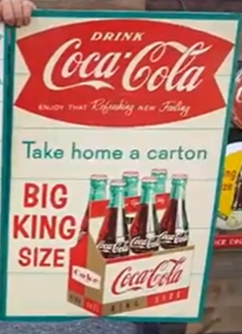 DRINK
Coca-Cola
ENJOY THAT Refreshing NEW Feeling
Take home a carton
BIG
KING
SIZE
Coke
Coca-Cola
KING SIZE